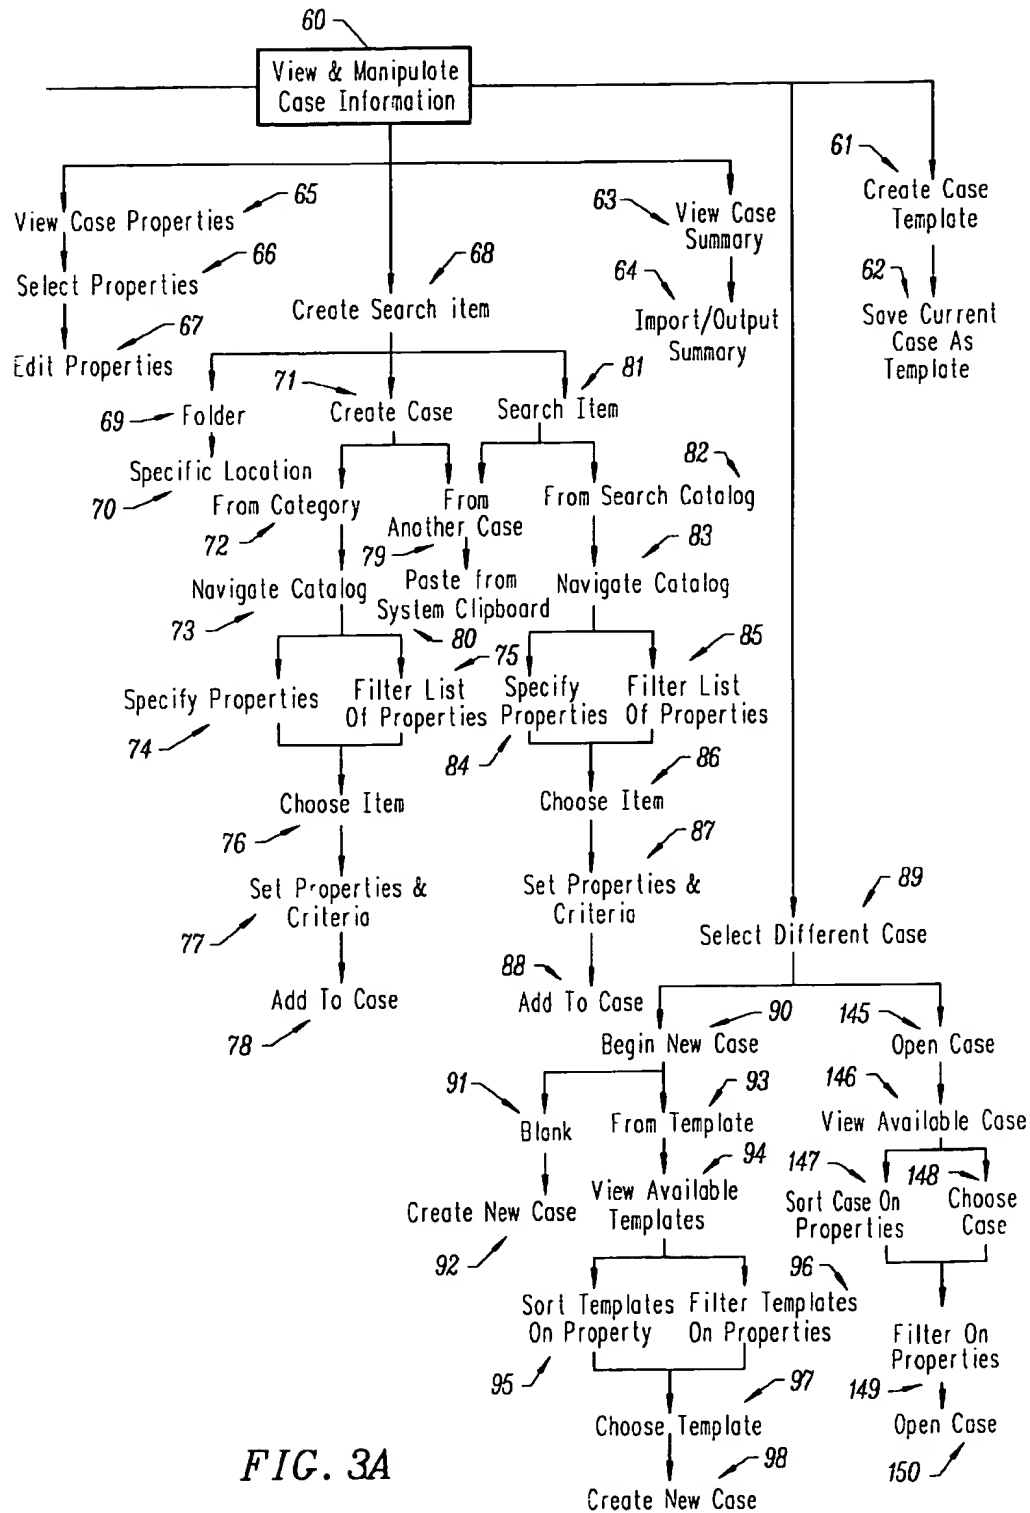 60
View & Manipulate
Case Information
61
Create Case
Template
62
Save Current
Case As
Template
65
View Case Properties
66
Select Properties
67
Edit Properties
63
View Case
Summary
64
Import/Output
Summary
68
Create Search item
69
Folder
70
Specific Location
71
Create Case
81
Search Item
72
From Category
79
From
Another Case
82
From Search Catalog
73
Navigate Catalog
80
Paste from
System Clipboard
83
Navigate Catalog
74
Specify Properties
75
Filter List
Of Properties
84
Specify
Properties
85
Filter List
Of Properties
76
Choose Item
86
Choose Item
77
Set Properties &
Criteria
87
Set Properties &
Criteria
78
Add To Case
88
Add To Case
89
Select Different Case
90
Begin New Case
145
Open Case
91
Blank
93
From Template
146
View Available Case
92
Create New Case
94
View Available
Templates
147
Sort Case On
Properties
148
Choose
Case
95
Sort Templates
On Property
96
Filter Templates
On Properties
149
Filter On
Properties
97
Choose Template
150
Open Case
98
Create New Case
FIG. 3A